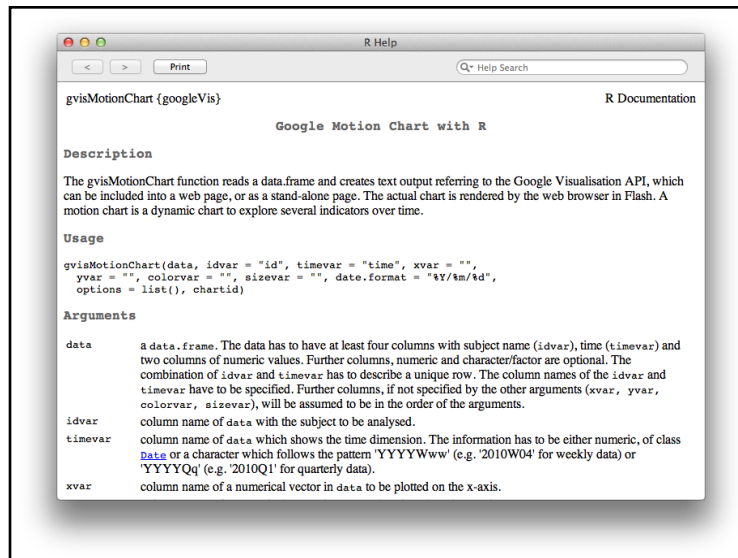 R Help
< > Print Help Search
gvisMotionChart {googleVis} R Documentation
Google Motion Chart with R
Description
The gvisMotionChart function reads a data.frame and creates text output referring to the Google Visualisation API, which
can be included into a web page, or as a stand-alone page. The actual chart is rendered by the web browser in Flash. A
motion chart is a dynamic chart to explore several indicators over time.
Usage
gvisMotionChart(data, idvar = "id", timevar = "time", xvar = "",
yvar = "", colorvar = "", sizevar = "", date.format = "%Y/%m/%d",
options = list(), chartid)
Arguments
data a data.frame. The data has to have at least four columns with subject name (idvar), time (timevar) and
two columns of numeric values. Further columns, numeric and character/factor are optional. The
combination of idvar and timevar has to describe a unique row. The column names of the idvar and
timevar have to be specified. Further columns, if not specified by the other arguments (xvar, yvar,
colorvar, sizevar), will be assumed to be in the order of the arguments.
idvar column name of data with the subject to be analysed.
timevar column name of data which shows the time dimension. The information has to be either numeric, of class
Date or a character which follows the pattern 'YYYYWww' (e.g. '2010W04' for weekly data) or
'YYYYQq' (e.g. '2010Q1' for quarterly data).
xvar column name of a numerical vector in data to be plotted on the x-axis.